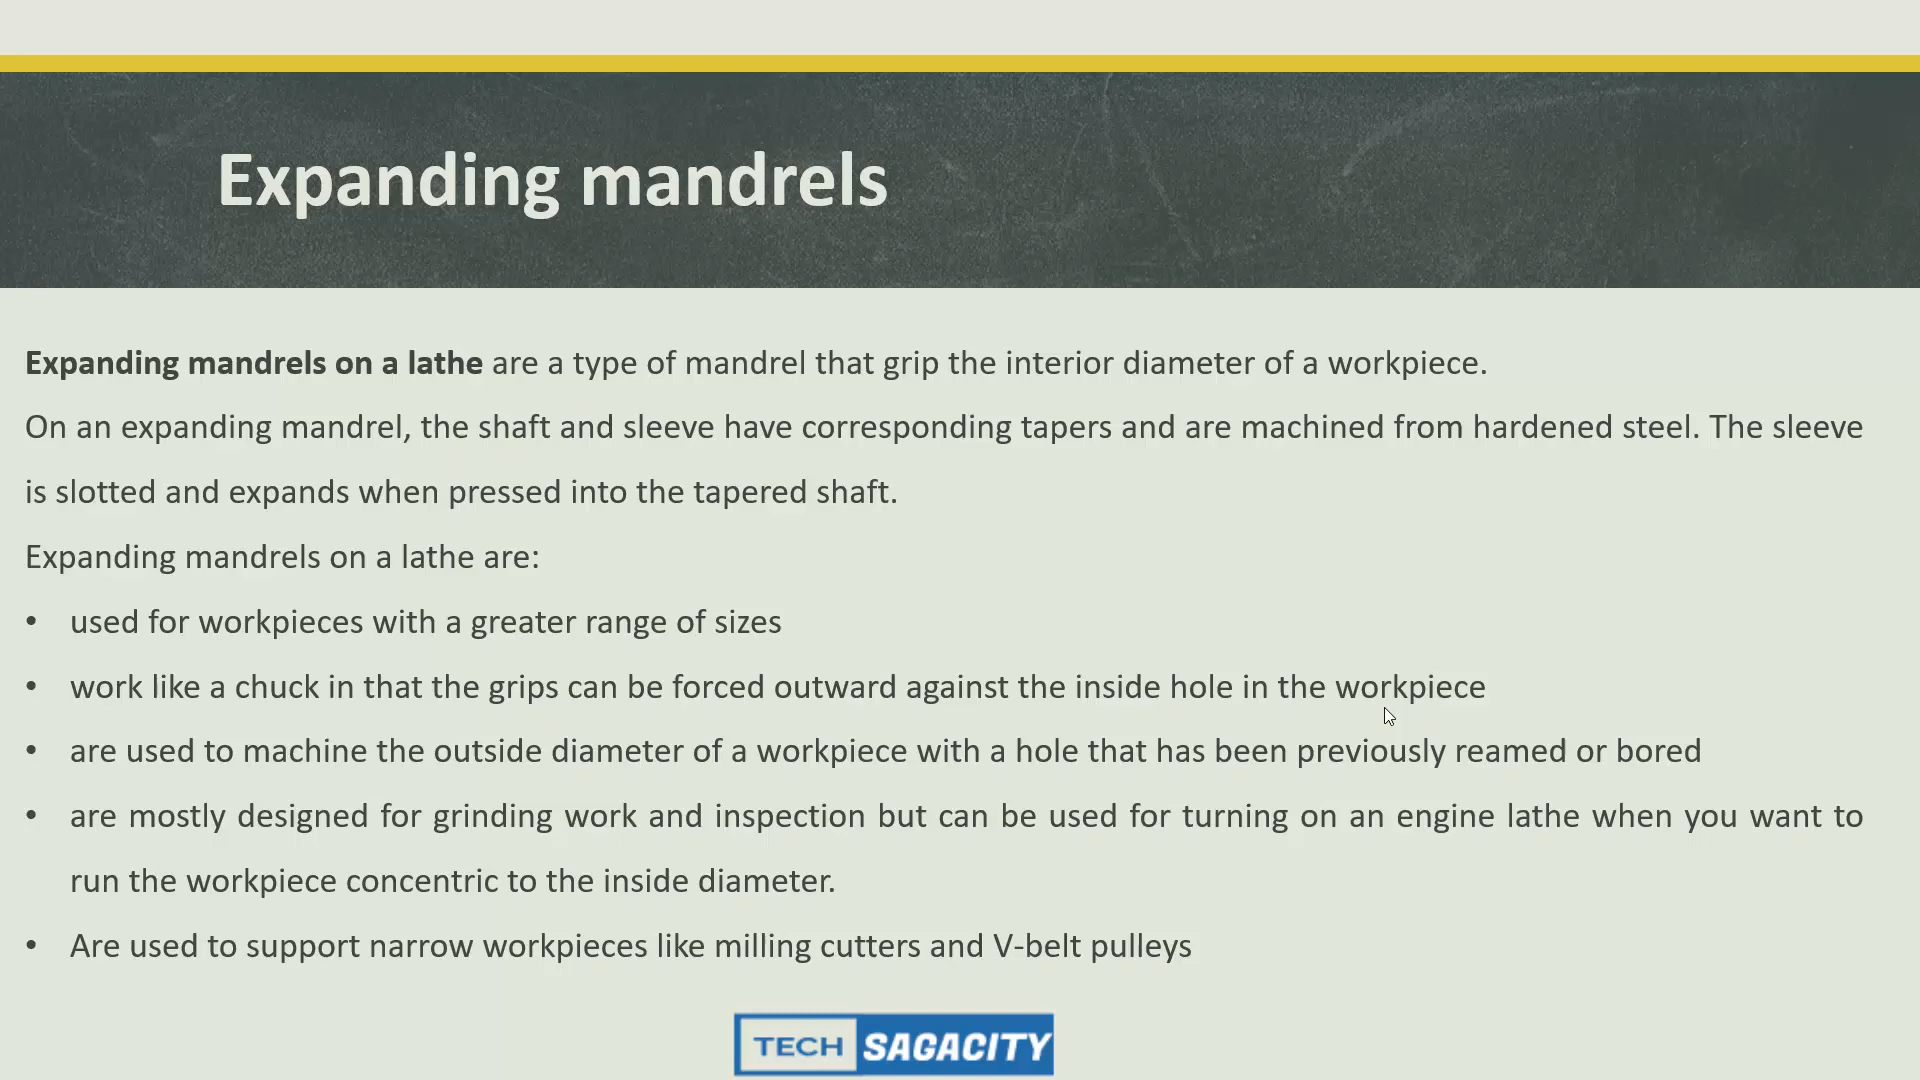 Expanding mandrels
Expanding mandrels on a lathe are a type of mandrel that grip the interior diameter of a workpiece.
On an expanding mandrel, the shaft and sleeve have corresponding tapers and are machined from hardened steel. The sleeve
is slotted and expands when pressed into the tapered shaft.
Expanding mandrels on a lathe are:
• used for workpieces with a greater range of sizes
• work like a chuck in that the grips can be forced outward against the inside hole in the workpiece
• are used to machine the outside diameter of a workpiece with a hole that has been previously reamed or bored
• are mostly designed for grinding work and inspection but can be used for turning on an engine lathe when you want to
run the workpiece concentric to the inside diameter.
• Are used to support narrow workpieces like milling cutters and V-belt pulleys
TECH SAGACITY